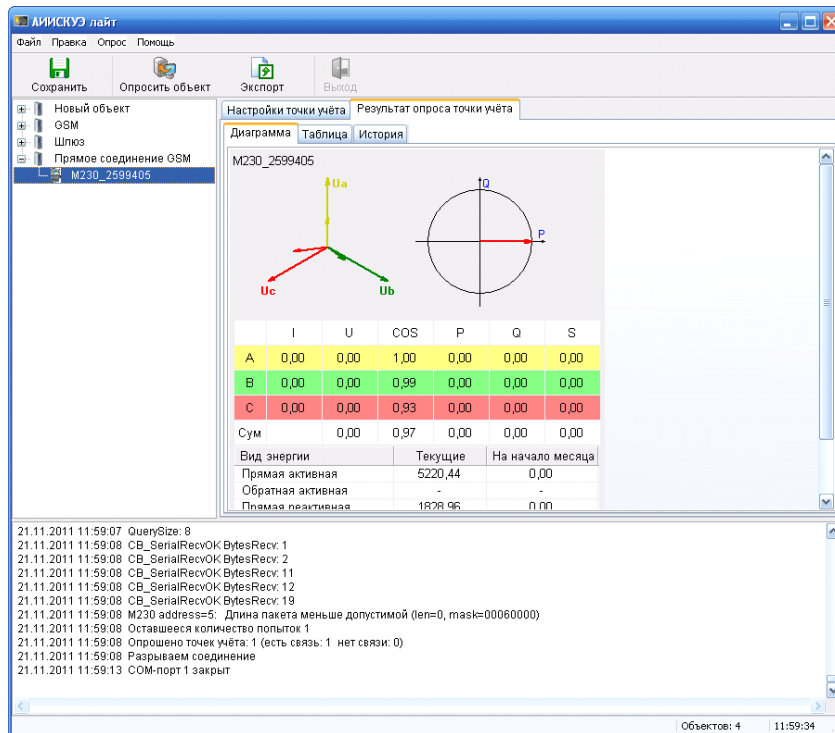 АИИСКУЭ лайт
Файл Правка Опрос Помощь
Сохранить Опросить объект Экспорт Выход
Новый объект
GSM
Шлюз
Прямое соединение GSM
M230_2599405
Настройки точки учёта Результат опроса точки учёта
Диаграмма Таблица История
M230_2599405
Ua
Uc
Ub
Q
P
I U COS P Q S
A 0,00 0,00 1,00 0,00 0,00 0,00
B 0,00 0,00 0,99 0,00 0,00 0,00
C 0,00 0,00 0,93 0,00 0,00 0,00
Сум 0,00 0,97 0,00 0,00 0,00
Вид энергии Текущие На начало месяца
Прямая активная 5220,44 0,00
Обратная активная - -
Прямая реактивная 1828,96 0,00
21.11.2011 11:59:07 QuerySize: 8
21.11.2011 11:59:08 CB_SerialRecvOK BytesRecv: 1
21.11.2011 11:59:08 CB_SerialRecvOK BytesRecv: 2
21.11.2011 11:59:08 CB_SerialRecvOK BytesRecv: 11
21.11.2011 11:59:08 CB_SerialRecvOK BytesRecv: 12
21.11.2011 11:59:08 CB_SerialRecvOK BytesRecv: 19
21.11.2011 11:59:08 M230 address=5: Длина пакета меньше допустимой (len=0, mask=00060000)
21.11.2011 11:59:08 Оставшееся количество попыток 1
21.11.2011 11:59:08 Опрошено точек учёта: 1 (есть связь: 1 нет связи: 0)
21.11.2011 11:59:08 Разрываем соединение
21.11.2011 11:59:13 COM-порт 1 закрыт
Объектов: 4 11:59:34